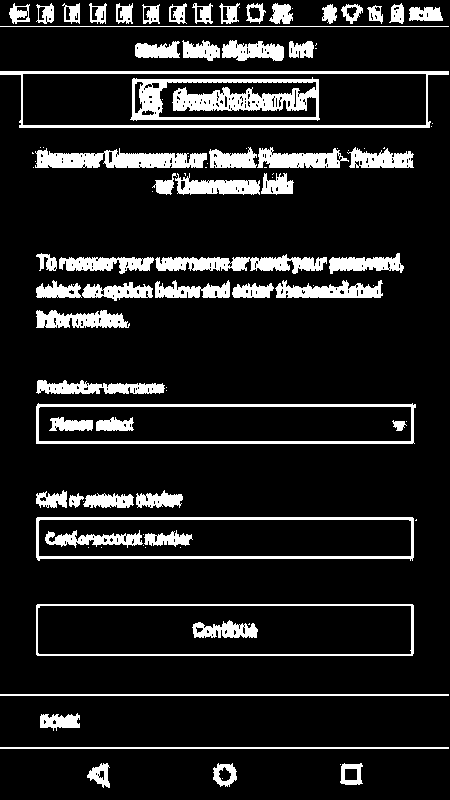 Need help signing in?
Scotiabank
Recover Username or Reset Password - Product
or Username Info
To recover your username or reset your password,
select an option below and enter the associated
information.
Product or username
Please select
Card or account number
Card or account number
Continue
DONE